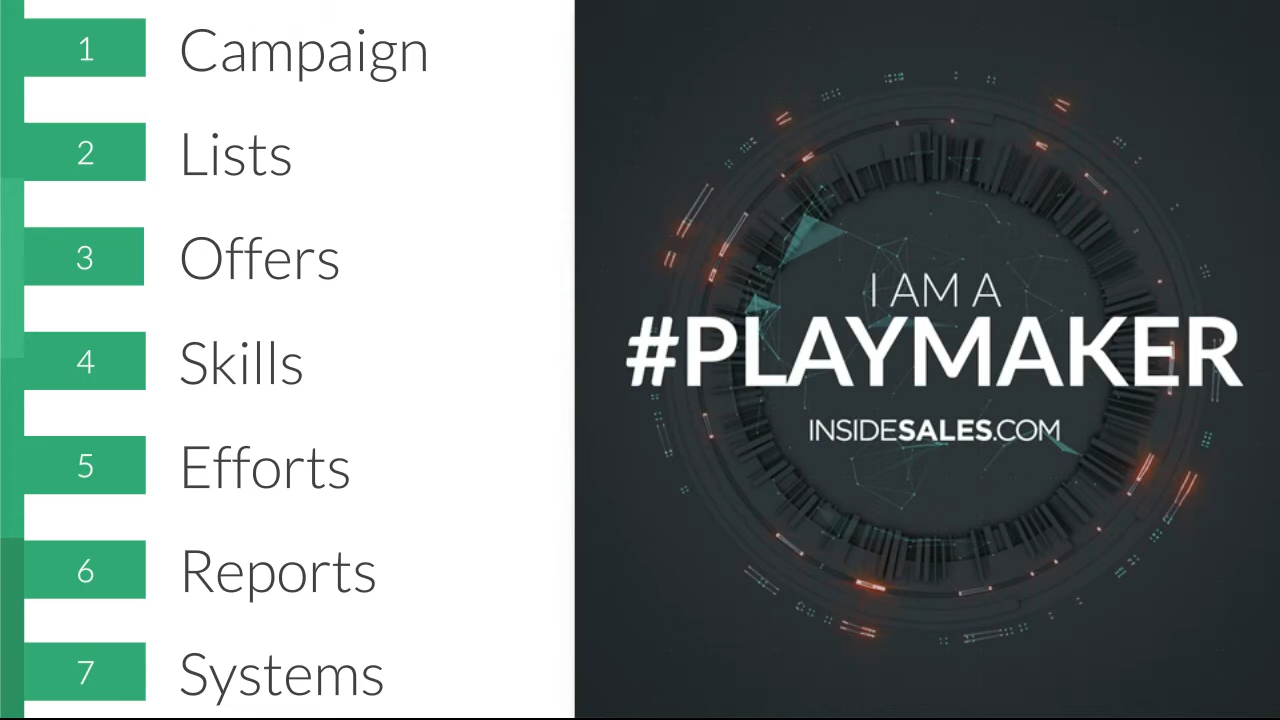 1 Campaign
2 Lists
3 Offers
4 Skills
5 Efforts
6 Reports
7 Systems
I AM A
#PLAYMAKER
INSIDESALES.COM